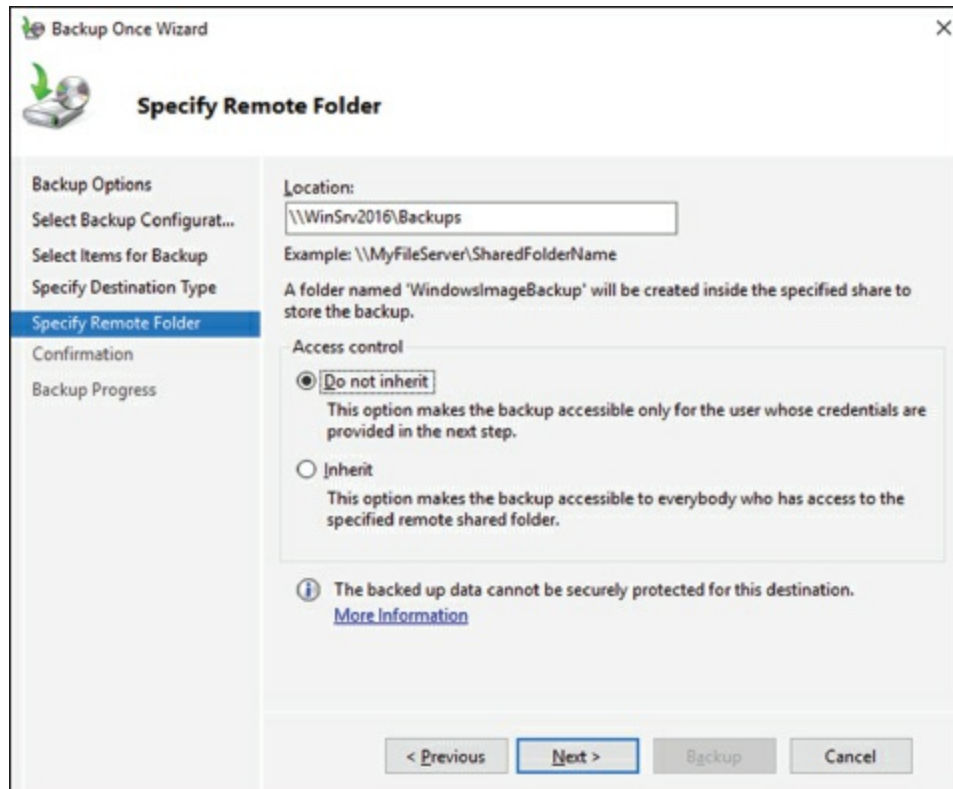 Backup Once Wizard
Specify Remote Folder
Backup Options
Select Backup Configurat...
Select Items for Backup
Specify Destination Type
Specify Remote Folder
Confirmation
Backup Progress
Location:
\\WinSrv2016\Backups
Example: \\MyFileServer\SharedFolderName
A folder named 'WindowsImageBackup' will be created inside the specified share to
store the backup.
Access control
Do not inherit
This option makes the backup accessible only for the user whose credentials are
provided in the next step.
Inherit
This option makes the backup accessible to everybody who has access to the
specified remote shared folder.
The backed up data cannot be securely protected for this destination.
More Information
< Previous
Next >
Backup
Cancel